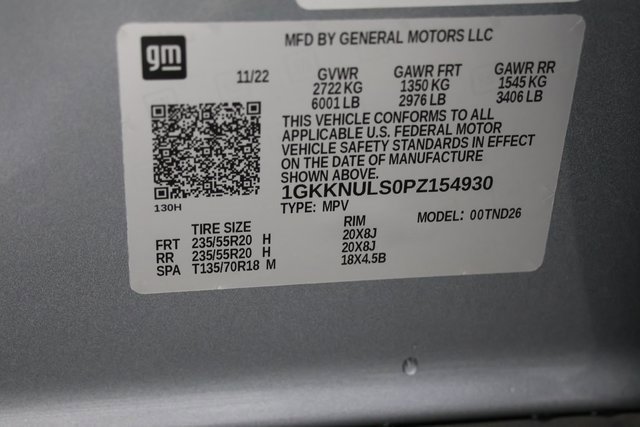 gm
MFD BY GENERAL MOTORS LLC
11/22 GVWR GAWR FRT GAWR RR
2722 KG 1350 KG 1545 KG
6001 LB 2976 LB 3406 LB
THIS VEHICLE CONFORMS TO ALL
APPLICABLE U.S. FEDERAL MOTOR
VEHICLE SAFETY STANDARDS IN EFFECT
ON THE DATE OF MANUFACTURE
SHOWN ABOVE.
1GKKNULS0PZ154930
130H
TYPE: MPV MODEL: 00TND26
TIRE SIZE RIM
FRT 235/55R20 H 20X8J
RR 235/55R20 H 20X8J
SPA T135/70R18 M 18X4.5B